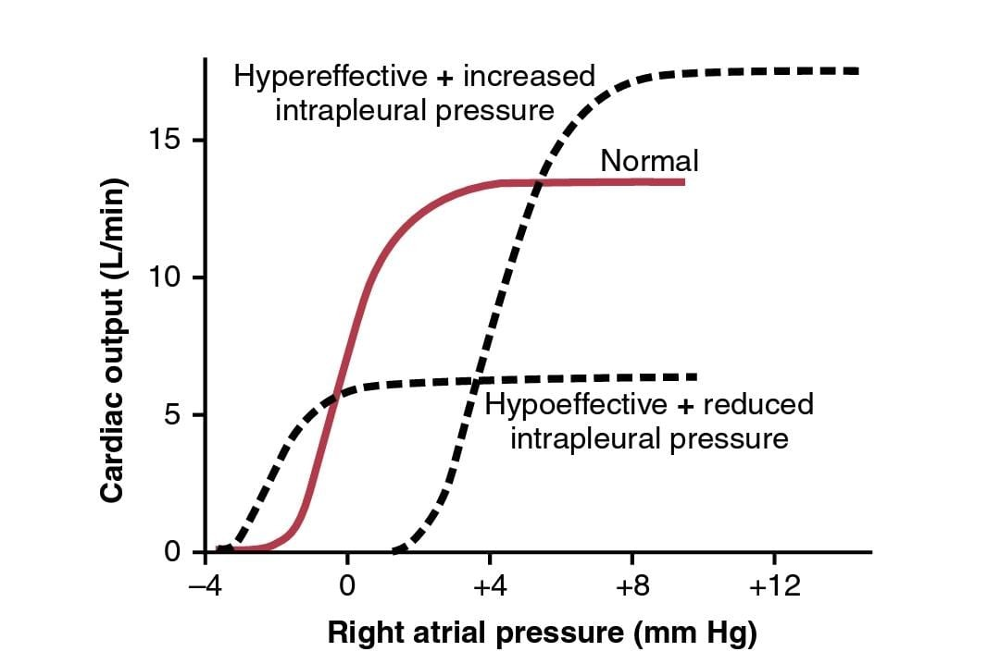 Hypereffective + increased
intrapleural pressure
Normal
Hypoeffective + reduced
intrapleural pressure
Cardiac output (L/min)
15
10
5
0
–4
0
+4
+8
+12
Right atrial pressure (mm Hg)